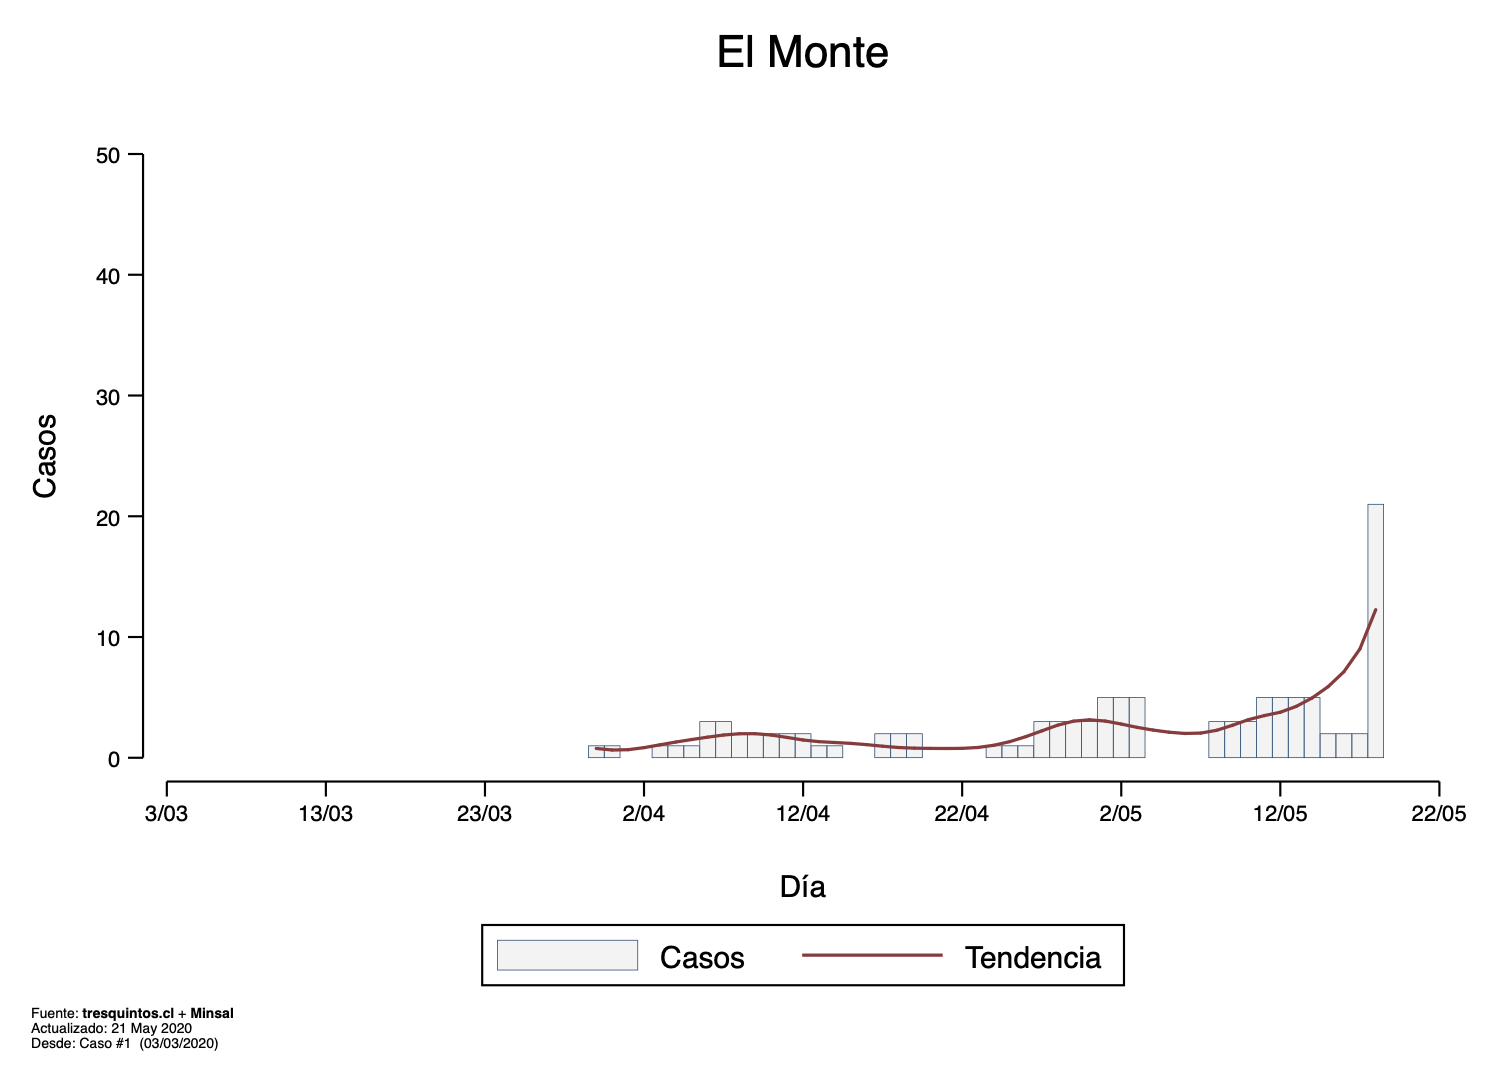 El Monte
50
40
30
20
10
0
Casos
3/03 13/03 23/03 2/04 12/04 22/04 2/05 12/05 22/05
Día
Casos Tendencia
Fuente: tresquintos.cl + Minsal
Actualizado: 21 May 2020
Desde: Caso #1 (03/03/2020)